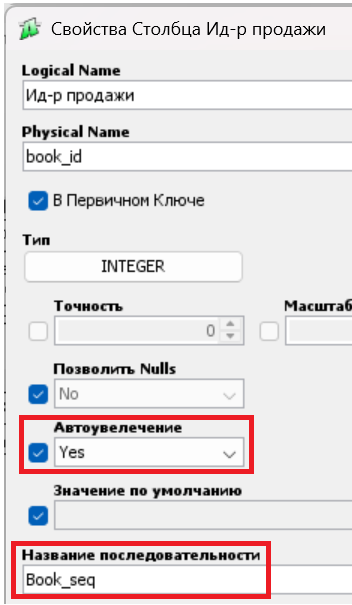 Свойства Столбца Ид-р продажи
Logical Name
Ид-р продажи
Physical Name
book_id
В Первичном Ключе
Тип
INTEGER
Точность
Масштаб
0
Позволить Nulls
No
Автоувелечение
Yes
Значение по умолчанию
Название последовательности
Book_seq